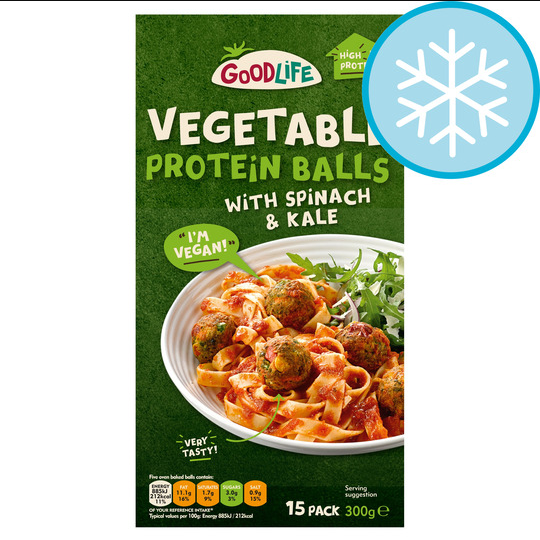 GOODLIFE
HIGH
PROTEIN
VEGETABLE
PROTEIN BALLS
WITH SPINACH
& KALE
"I'M
VEGAN!"
VERY
TASTY!
Five oven baked balls contain:
ENERGY
885kJ
212kcal
11%
FAT
11.1g
16%
SATURATES
1.7g
9%
SUGARS
3.0g
3%
SALT
0.9g
15%
OF YOUR REFERENCE INTAKE*
Typical values per 100g: Energy 885kJ / 212kcal
Serving
suggestion
15 PACK 300g e